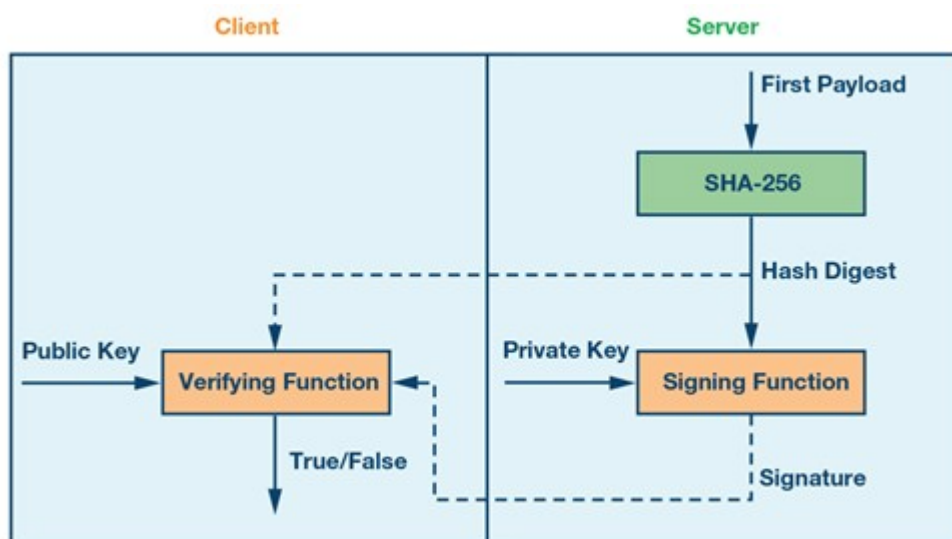 Client
Server
First Payload
SHA-256
Hash Digest
Public Key
Private Key
Verifying Function
Signing Function
True/False
Signature